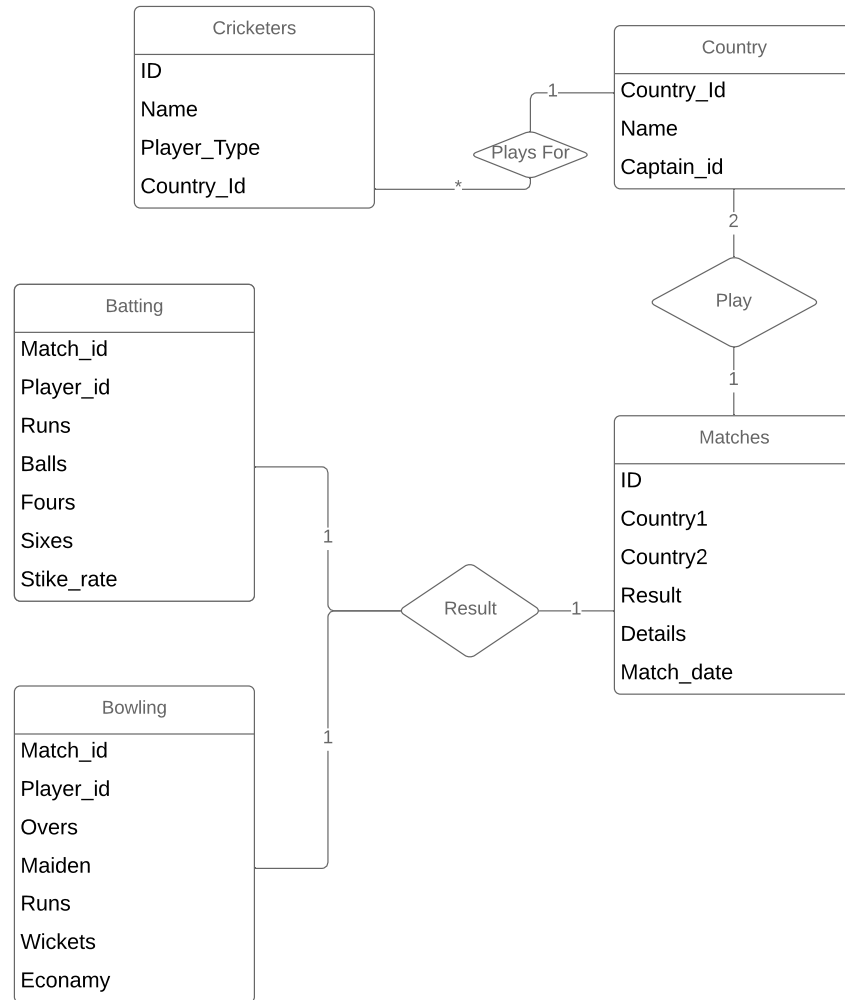 Cricketers
ID
Name
Player_Type
Country_Id
Country
Country_Id
Name
Captain_id
1
Plays For
*
2
Play
1
Batting
Match_id
Player_id
Runs
Balls
Fours
Sixes
Stike_rate
Matches
ID
Country1
Country2
Result
Details
Match_date
1
Result
1
1
Bowling
Match_id
Player_id
Overs
Maiden
Runs
Wickets
Econamy